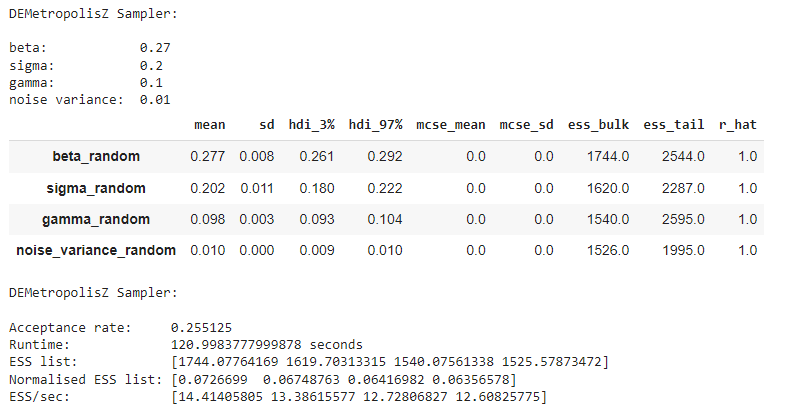 DEMetropolisZ Sampler:
beta: 0.27
sigma: 0.2
gamma: 0.1
noise variance: 0.01
mean sd hdi_3% hdi_97% mcse_mean mcse_sd ess_bulk ess_tail r_hat
beta_random 0.277 0.008 0.261 0.292 0.0 0.0 1744.0 2544.0 1.0
sigma_random 0.202 0.011 0.180 0.222 0.0 0.0 1620.0 2287.0 1.0
gamma_random 0.098 0.003 0.093 0.104 0.0 0.0 1540.0 2595.0 1.0
noise_variance_random 0.010 0.000 0.009 0.010 0.0 0.0 1526.0 1995.0 1.0
DEMetropolisZ Sampler:
Acceptance rate: 0.255125
Runtime: 120.9983777999878 seconds
ESS list: [1744.07764169 1619.70313315 1540.07561338 1525.57873472]
Normalised ESS list: [0.0726699 0.06748763 0.06416982 0.06356578]
ESS/sec: [14.41405805 13.38615577 12.72806827 12.60825775]